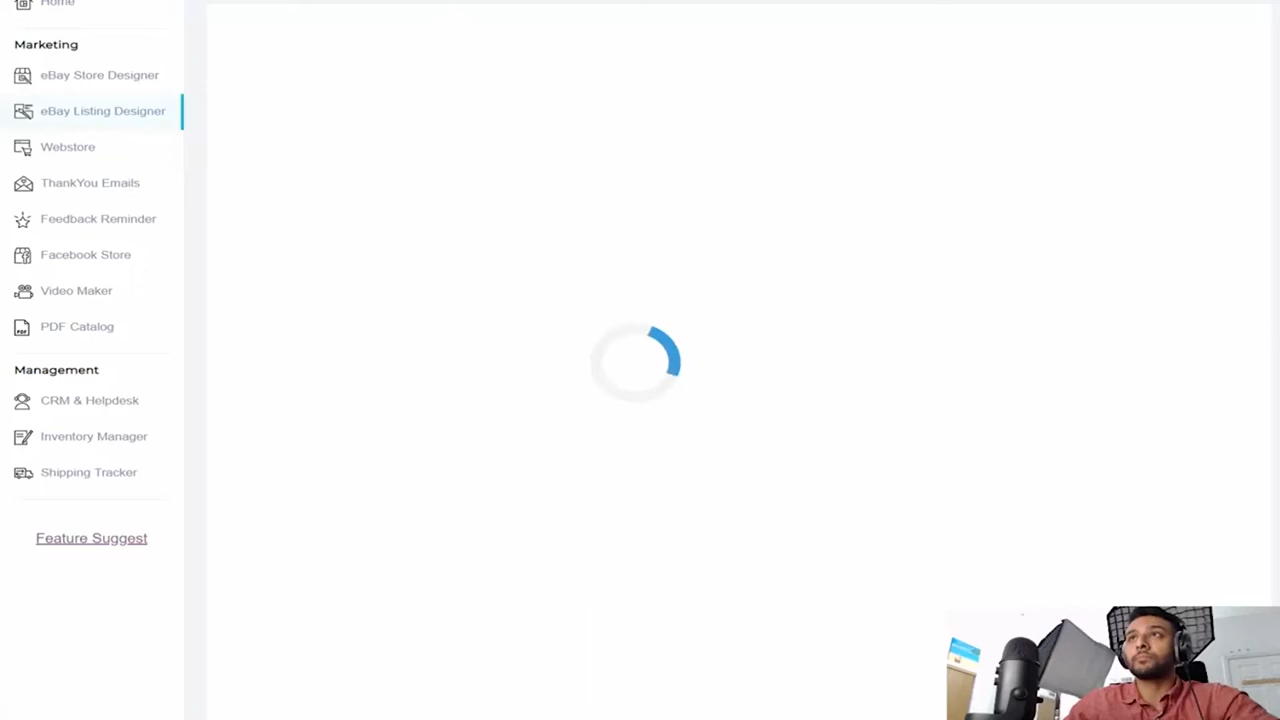 Home
Marketing
eBay Store Designer
eBay Listing Designer
Webstore
ThankYou Emails
Feedback Reminder
Facebook Store
Video Maker
PDF Catalog
Management
CRM & Helpdesk
Inventory Manager
Shipping Tracker
Feature Suggest